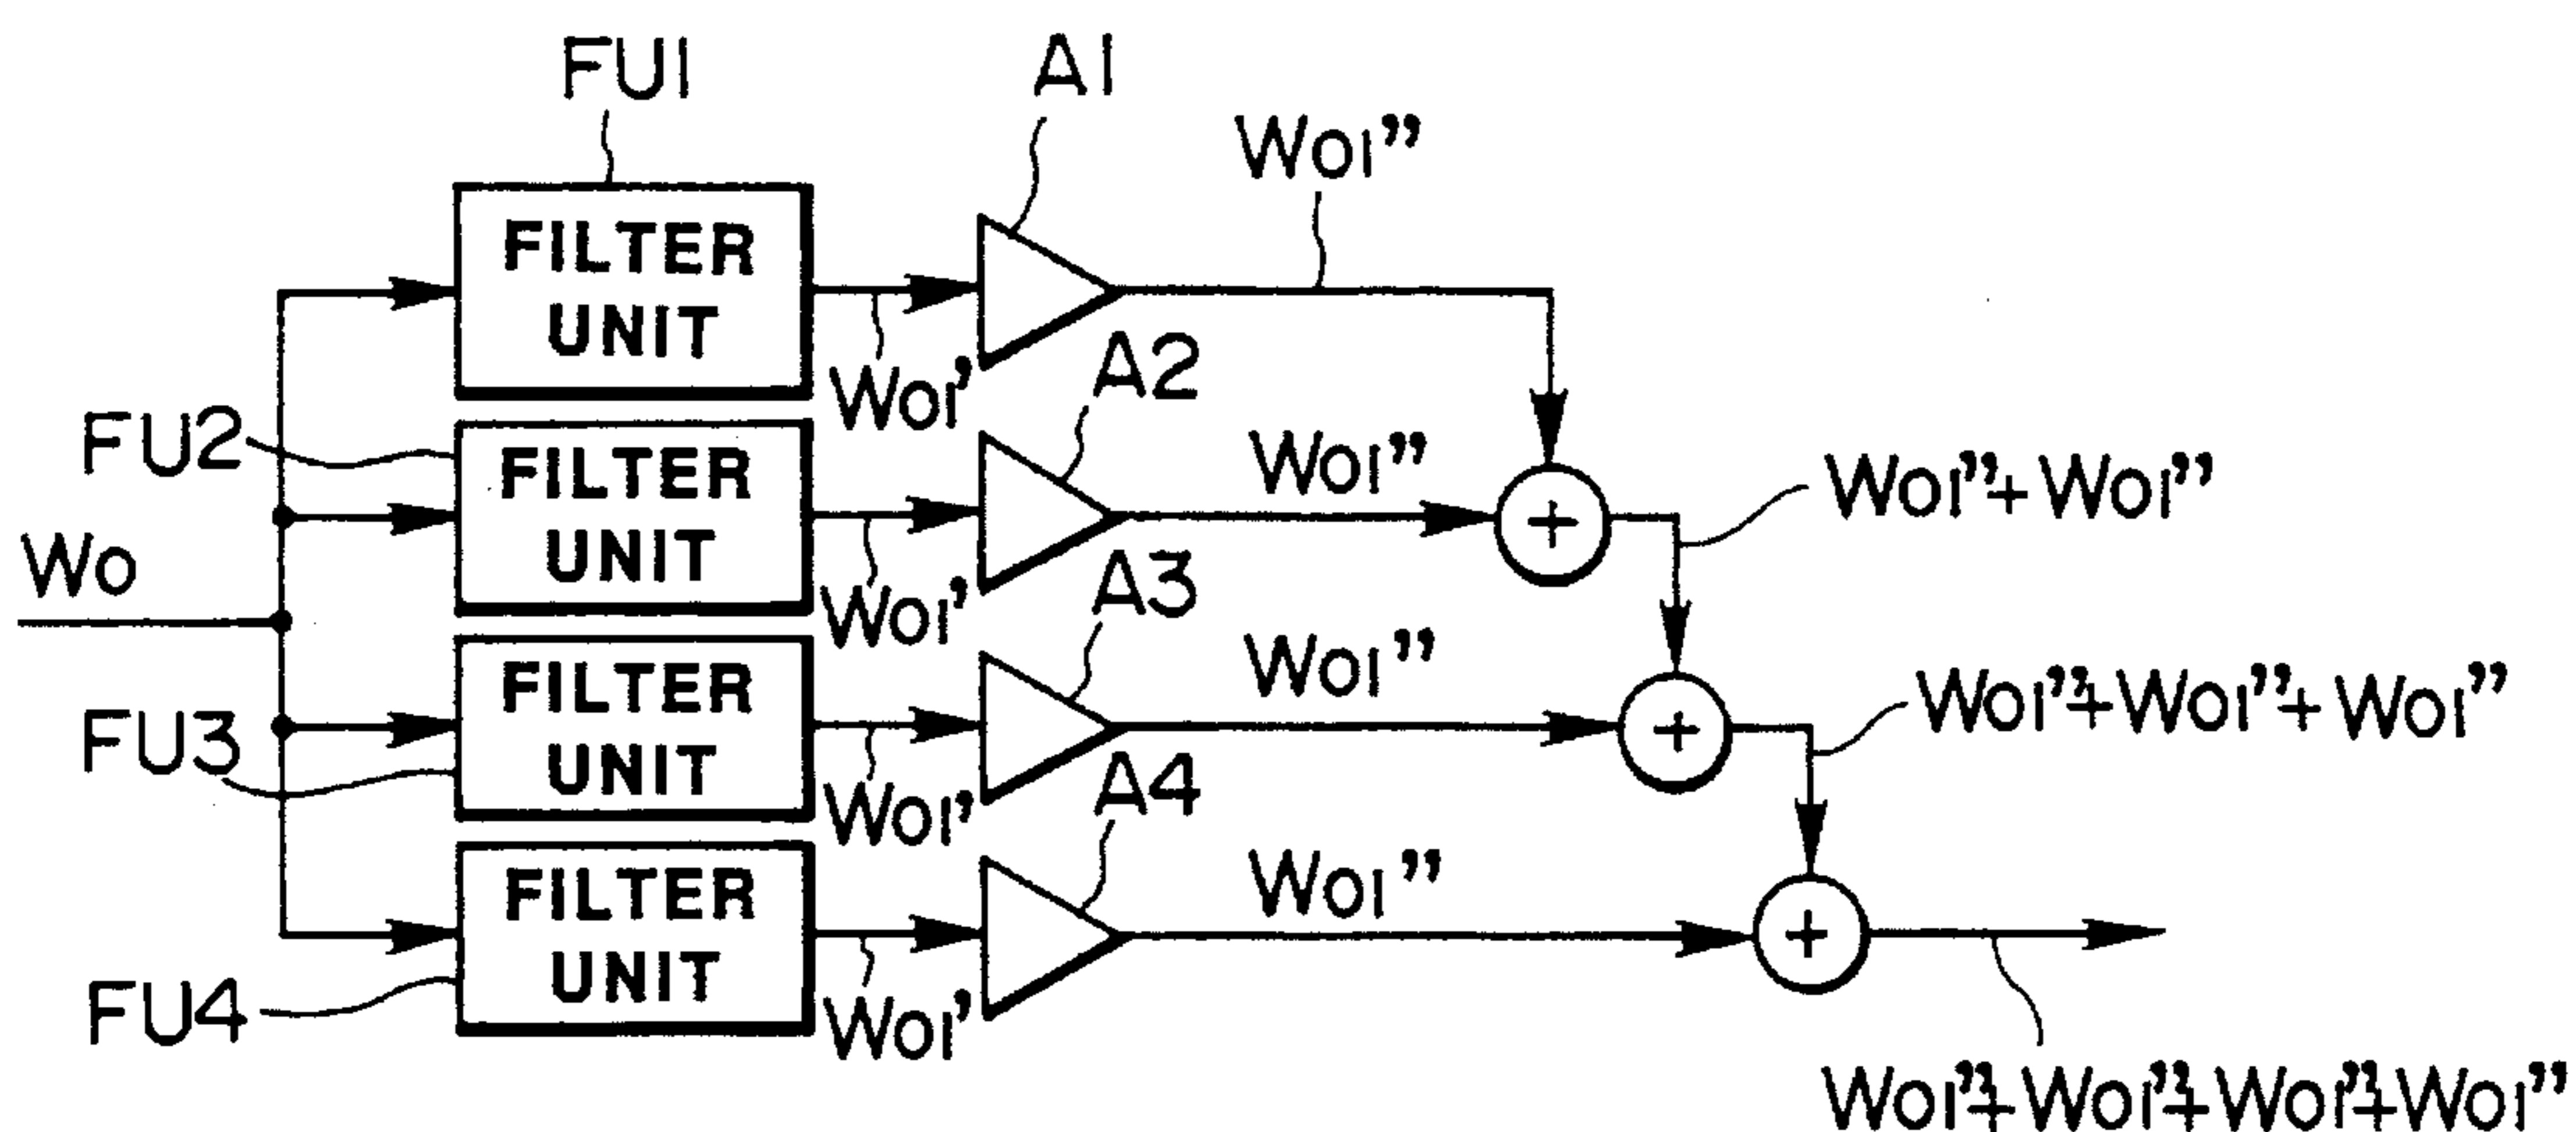 FU1
A1
Wo1”
FILTER
UNIT
Wo1’
A2
FU2
FILTER
UNIT
Wo1”
Wo1”+ Wo1”
Wo
Wo1’
A3
FILTER
UNIT
Wo1”
Wo1”+Wo1”+ Wo1”
FU3
Wo1’
A4
FILTER
UNIT
Wo1”
FU4
Wo1’
Wo1”+Wo1”+Wo1”+Wo1”
+
+
+